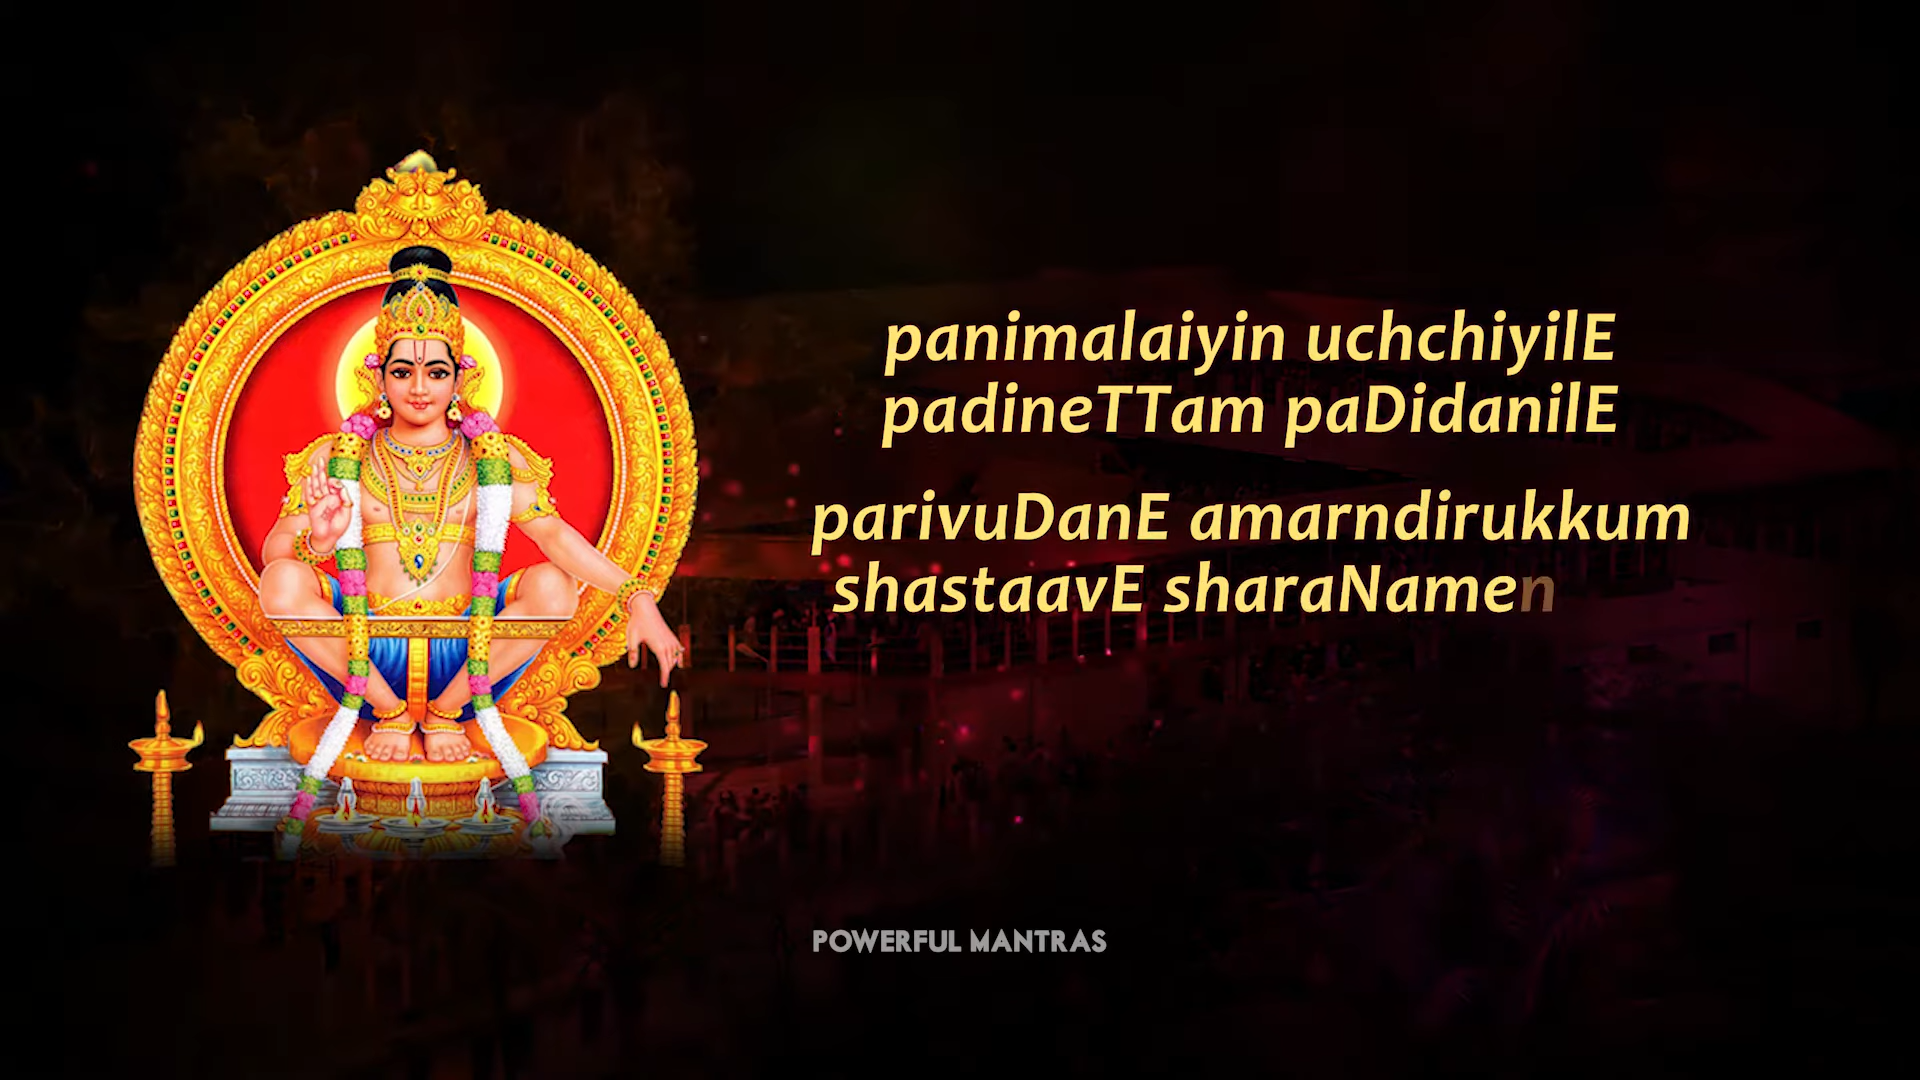 panimalaiyin uchchiyilE
padineTTam paDidanilE
parivuDanE amarndirukkum
shastaavE sharaNamen
POWERFUL MANTRAS